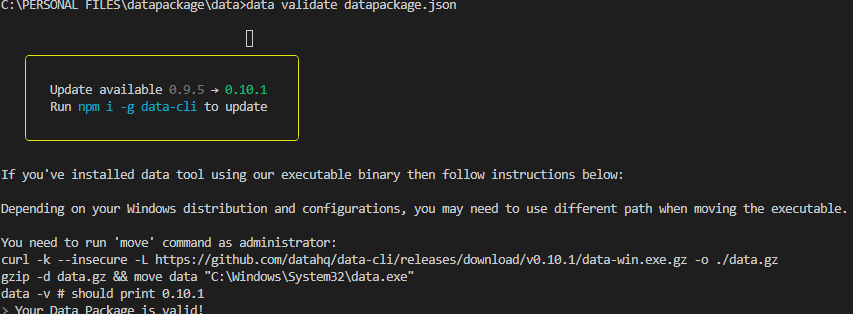 C:\PERSONAL FILES\datapackage\data>data validate datapackage.json
Update available 0.9.5 → 0.10.1
Run npm i -g data-cli to update
If you've installed data tool using our executable binary then follow instructions below:
Depending on your Windows distribution and configurations, you may need to use different path when moving the executable.
You need to run 'move' command as administrator:
curl -k --insecure -L https://github.com/datahq/data-cli/releases/download/v0.10.1/data-win.exe.gz -o ./data.gz
gzip -d data.gz && move data "C:\Windows\System32\data.exe"
data -v # should print 0.10.1
> Your Data Package is valid!